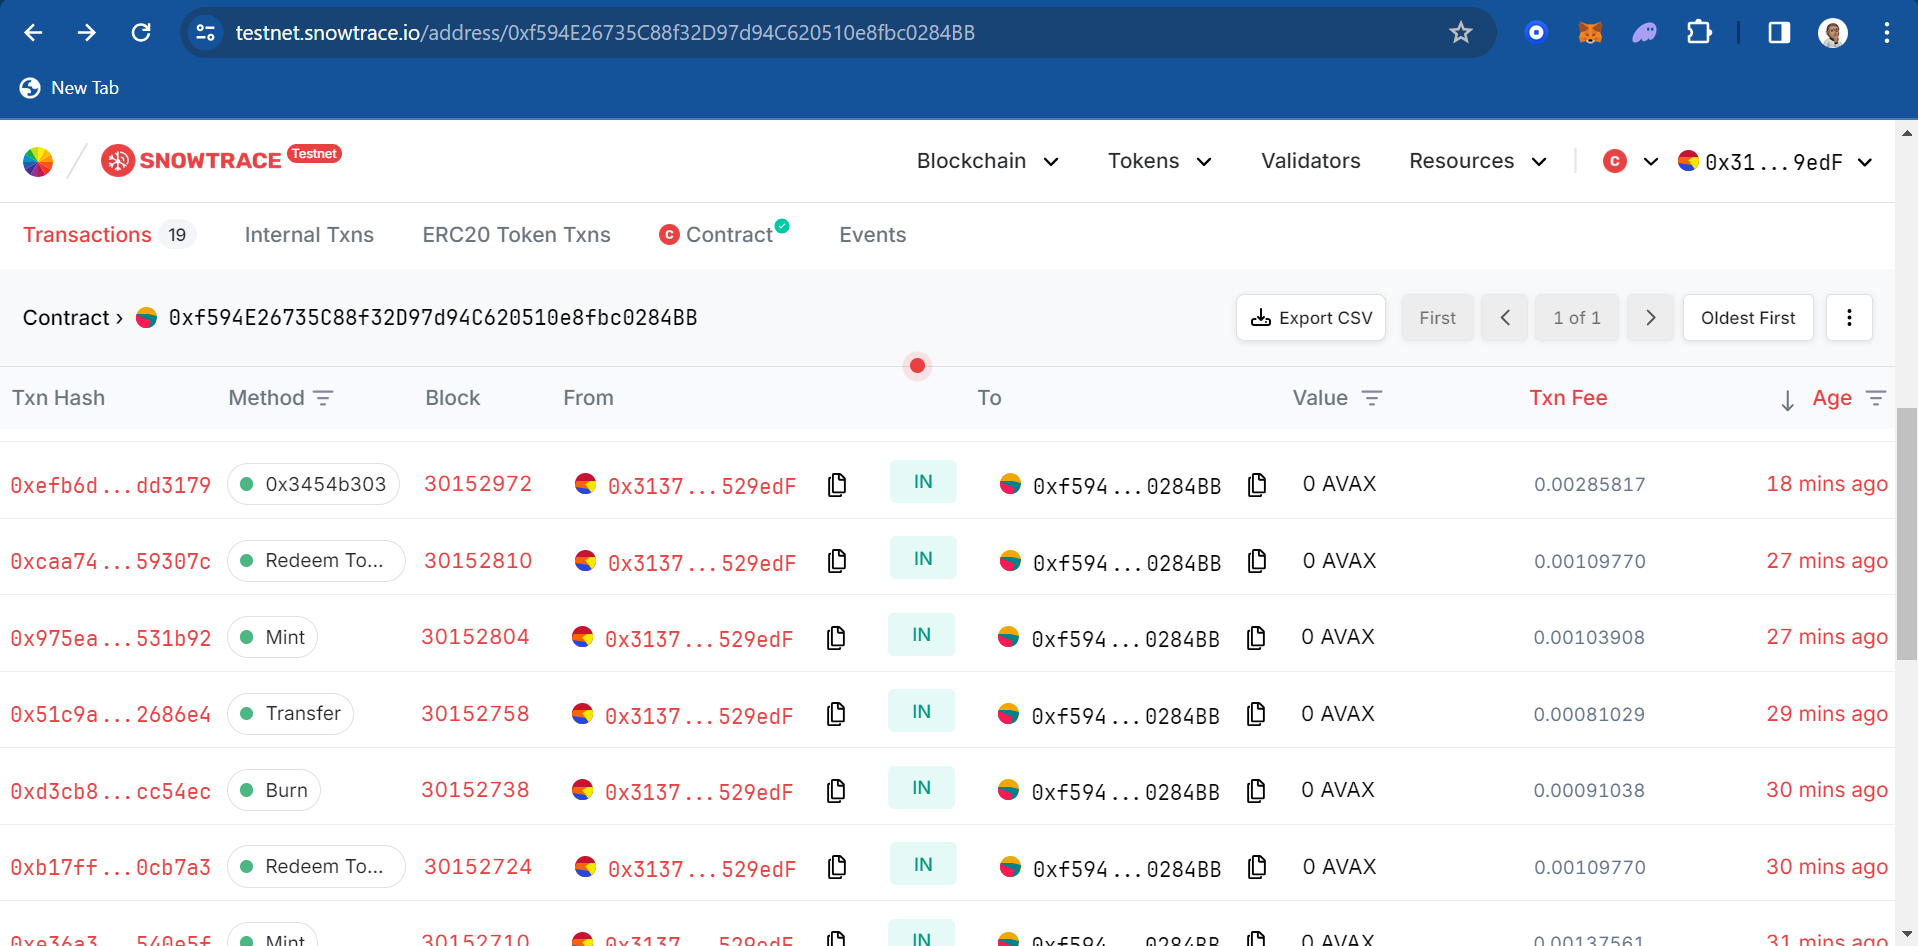 testnet.snowtrace.io/address/0xf594E26735C88f32D97d94C620510e8fbc0284BB
New Tab
SNOWTRACE Testnet Blockchain Tokens Validators Resources C 0x31...9edF
Transactions 19 Internal Txns ERC20 Token Txns C Contract Events
Contract › 0xf594E26735C88f32D97d94C620510e8fbc0284BB Export CSV First 1 of 1 Oldest First
Txn Hash Method Block From To Value Txn Fee Age
0xefb6d...dd3179 0x3454b303 30152972 0x3137...529edF IN 0xf594...0284BB 0 AVAX 0.00285817 18 mins ago
0xcaa74...59307c Redeem To... 30152810 0x3137...529edF IN 0xf594...0284BB 0 AVAX 0.00109770 27 mins ago
0x975ea...531b92 Mint 30152804 0x3137...529edF IN 0xf594...0284BB 0 AVAX 0.00103908 27 mins ago
0x51c9a...2686e4 Transfer 30152758 0x3137...529edF IN 0xf594...0284BB 0 AVAX 0.00081029 29 mins ago
0xd3cb8...cc54ec Burn 30152738 0x3137...529edF IN 0xf594...0284BB 0 AVAX 0.00091038 30 mins ago
0xb17ff...0cb7a3 Redeem To... 30152724 0x3137...529edF IN 0xf594...0284BB 0 AVAX 0.00109770 30 mins ago
0xe36a3...540e5f Mint 30152710 0x3137...529edF IN 0xf594...0284BB 0 AVAX 0.00137561 31 mins ago